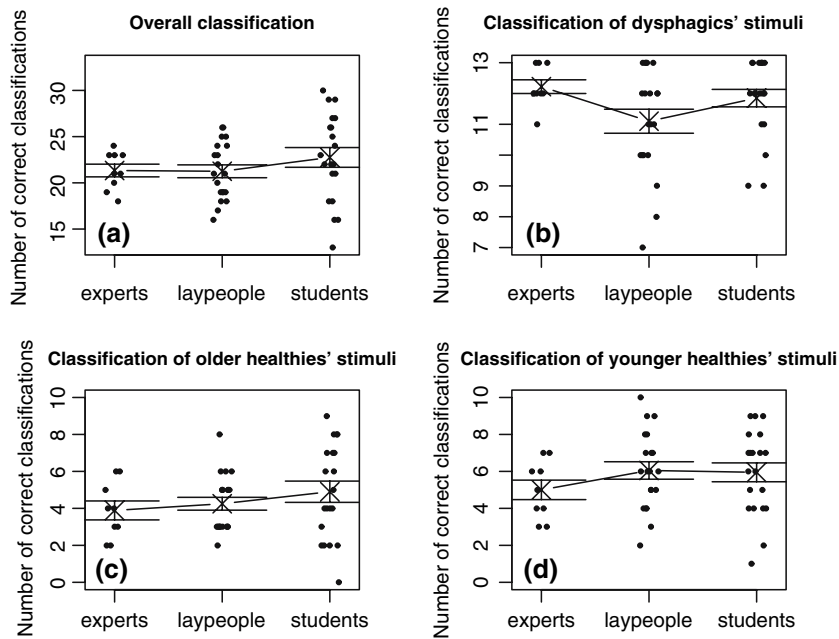 Overall classification
Number of correct classifications
30
25
20
15
(a)
experts laypeople students
Classification of dysphagics’ stimuli
Number of correct classifications
13
11
9
7
(b)
experts laypeople students
Classification of older healthies’ stimuli
Number of correct classifications
10
8
6
4
2
0
(c)
experts laypeople students
Classification of younger healthies’ stimuli
Number of correct classifications
10
8
6
4
2
0
(d)
experts laypeople students